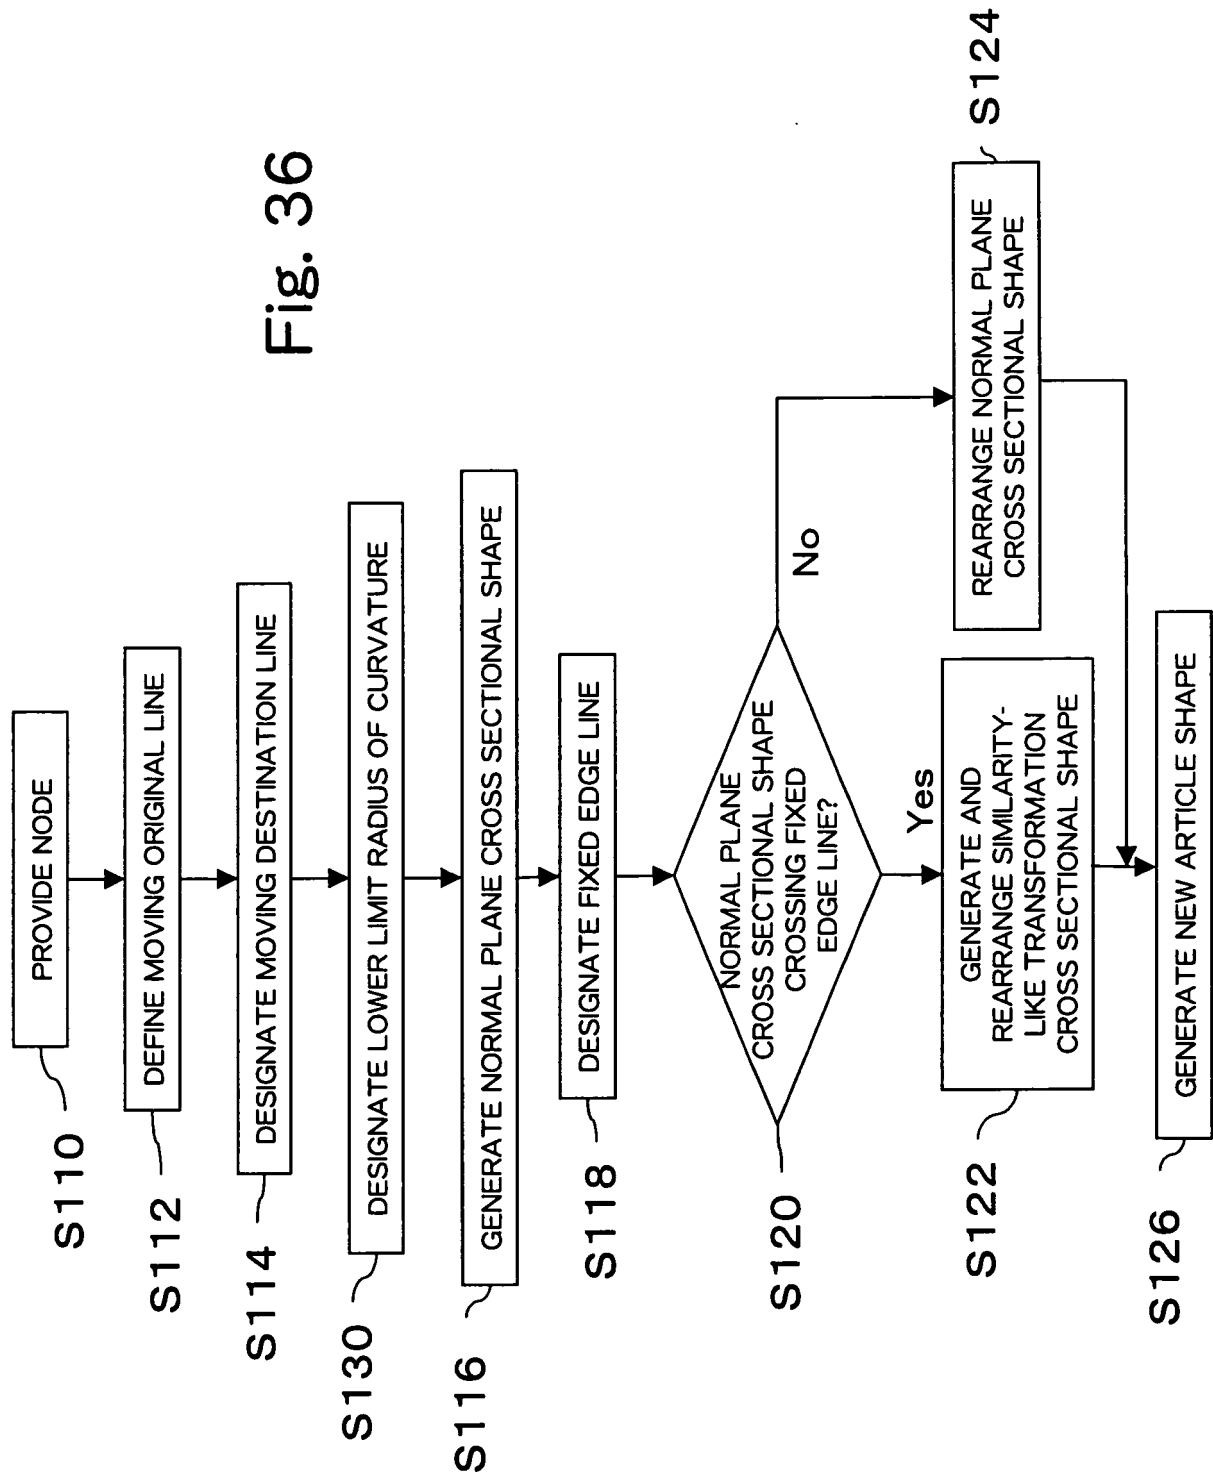 Fig. 36
S110
PROVIDE NODE
S112
DEFINE MOVING ORIGINAL LINE
S114
DESIGNATE MOVING DESTINATION LINE
S130
DESIGNATE LOWER LIMIT RADIUS OF CURVATURE
S116
GENERATE NORMAL PLANE CROSS SECTIONAL SHAPE
S118
DESIGNATE FIXED EDGE LINE
S120
NORMAL PLANE
CROSS SECTIONAL SHAPE
CROSSING FIXED
EDGE LINE?
Yes
No
S122
GENERATE AND
REARRANGE SIMILARITY-
LIKE TRANSFORMATION
CROSS SECTIONAL SHAPE
S124
REARRANGE NORMAL PLANE
CROSS SECTIONAL SHAPE
S126
GENERATE NEW ARTICLE SHAPE